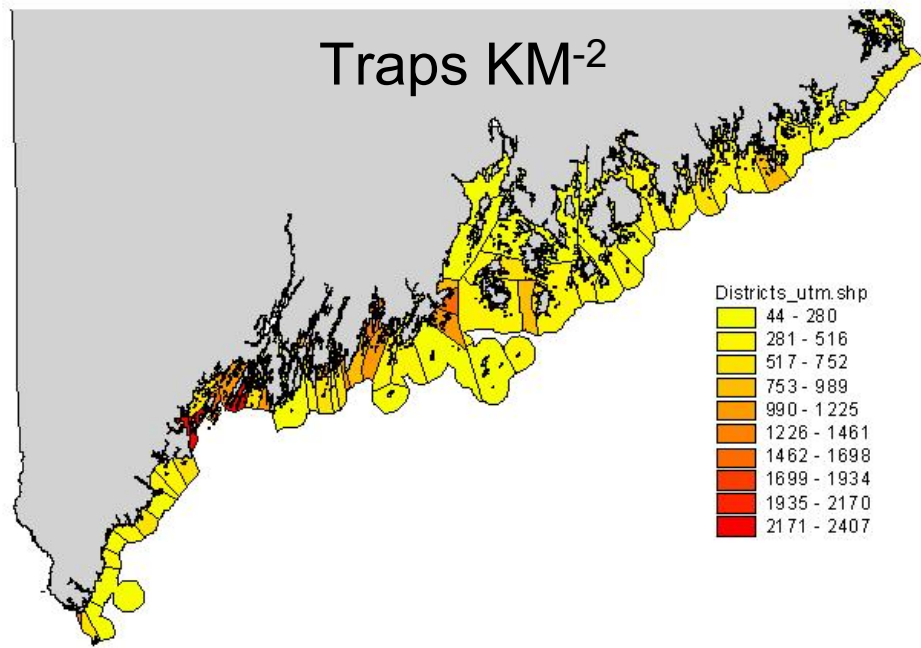 Traps KM-2
Districts_utm.shp
44 - 280
281 - 516
517 - 752
753 - 989
990 - 1225
1226 - 1461
1462 - 1698
1699 - 1934
1935 - 2170
2171 - 2407